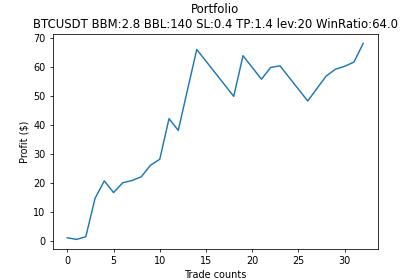 Portfolio
BTCUSDT BBM:2.8 BBL:140 SL:0.4 TP:1.4 lev:20 WinRatio:64.0
70
60
50
40
30
20
10
0
Profit ($)
0 5 10 15 20 25 30
Trade counts